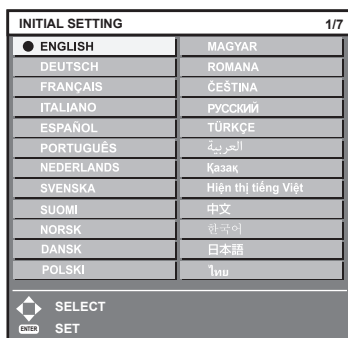 INITIAL SETTING 1/7
ENGLISH
DEUTSCH
FRANÇAIS
ITALIANO
ESPAÑOL
PORTUGUÊS
NEDERLANDS
SVENSKA
SUOMI
NORSK
DANSK
POLSKI
MAGYAR
ROMANA
ČEŠTINA
РУССКИЙ
TÜRKÇE
العربية
Қазақ
Hiện thị tiếng Việt
中文
한국어
日本語
ไทย
SELECT
ENTER SET